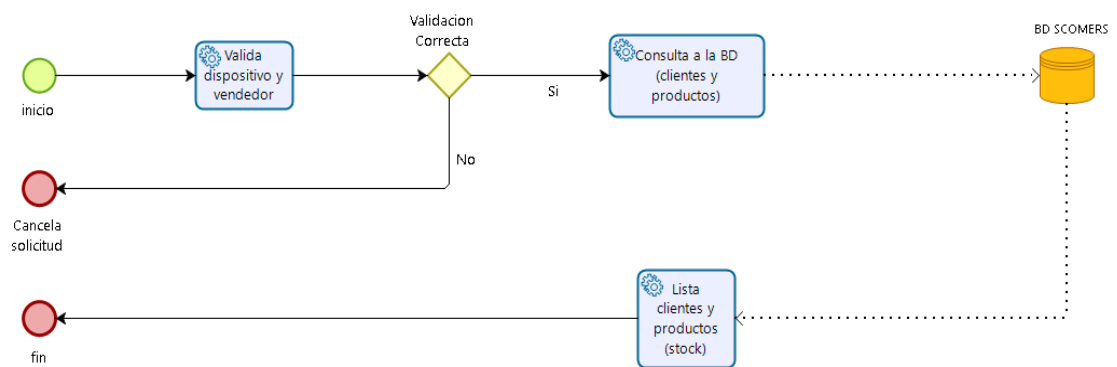 Validacion
Correcta
BD SCOMERS
Valida
dispositivo y
vendedor
Consulta a la BD
(clientes y
productos)
Si
inicio
No
Cancela
solicitud
Lista
clientes y
productos
(stock)
fin